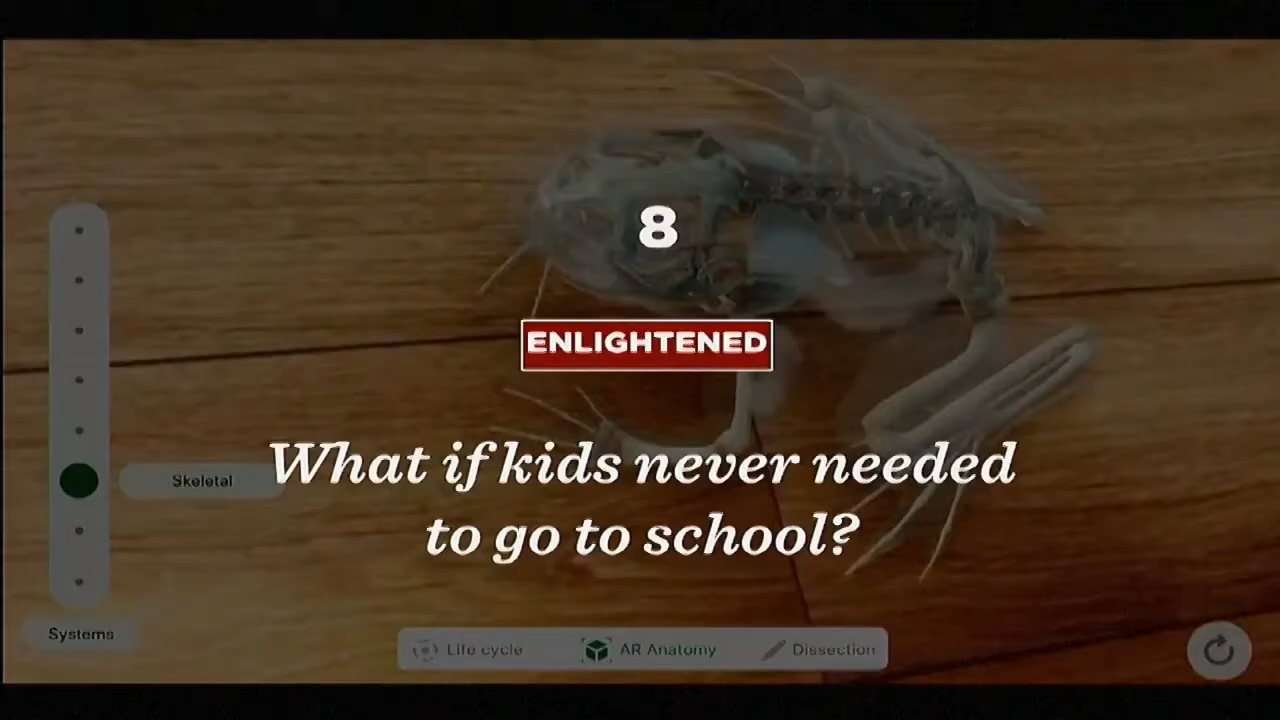 8
ENLIGHTENED
What if kids never needed
to go to school?
Skeletal
Systems
Life cycle
AR Anatomy
Dissection